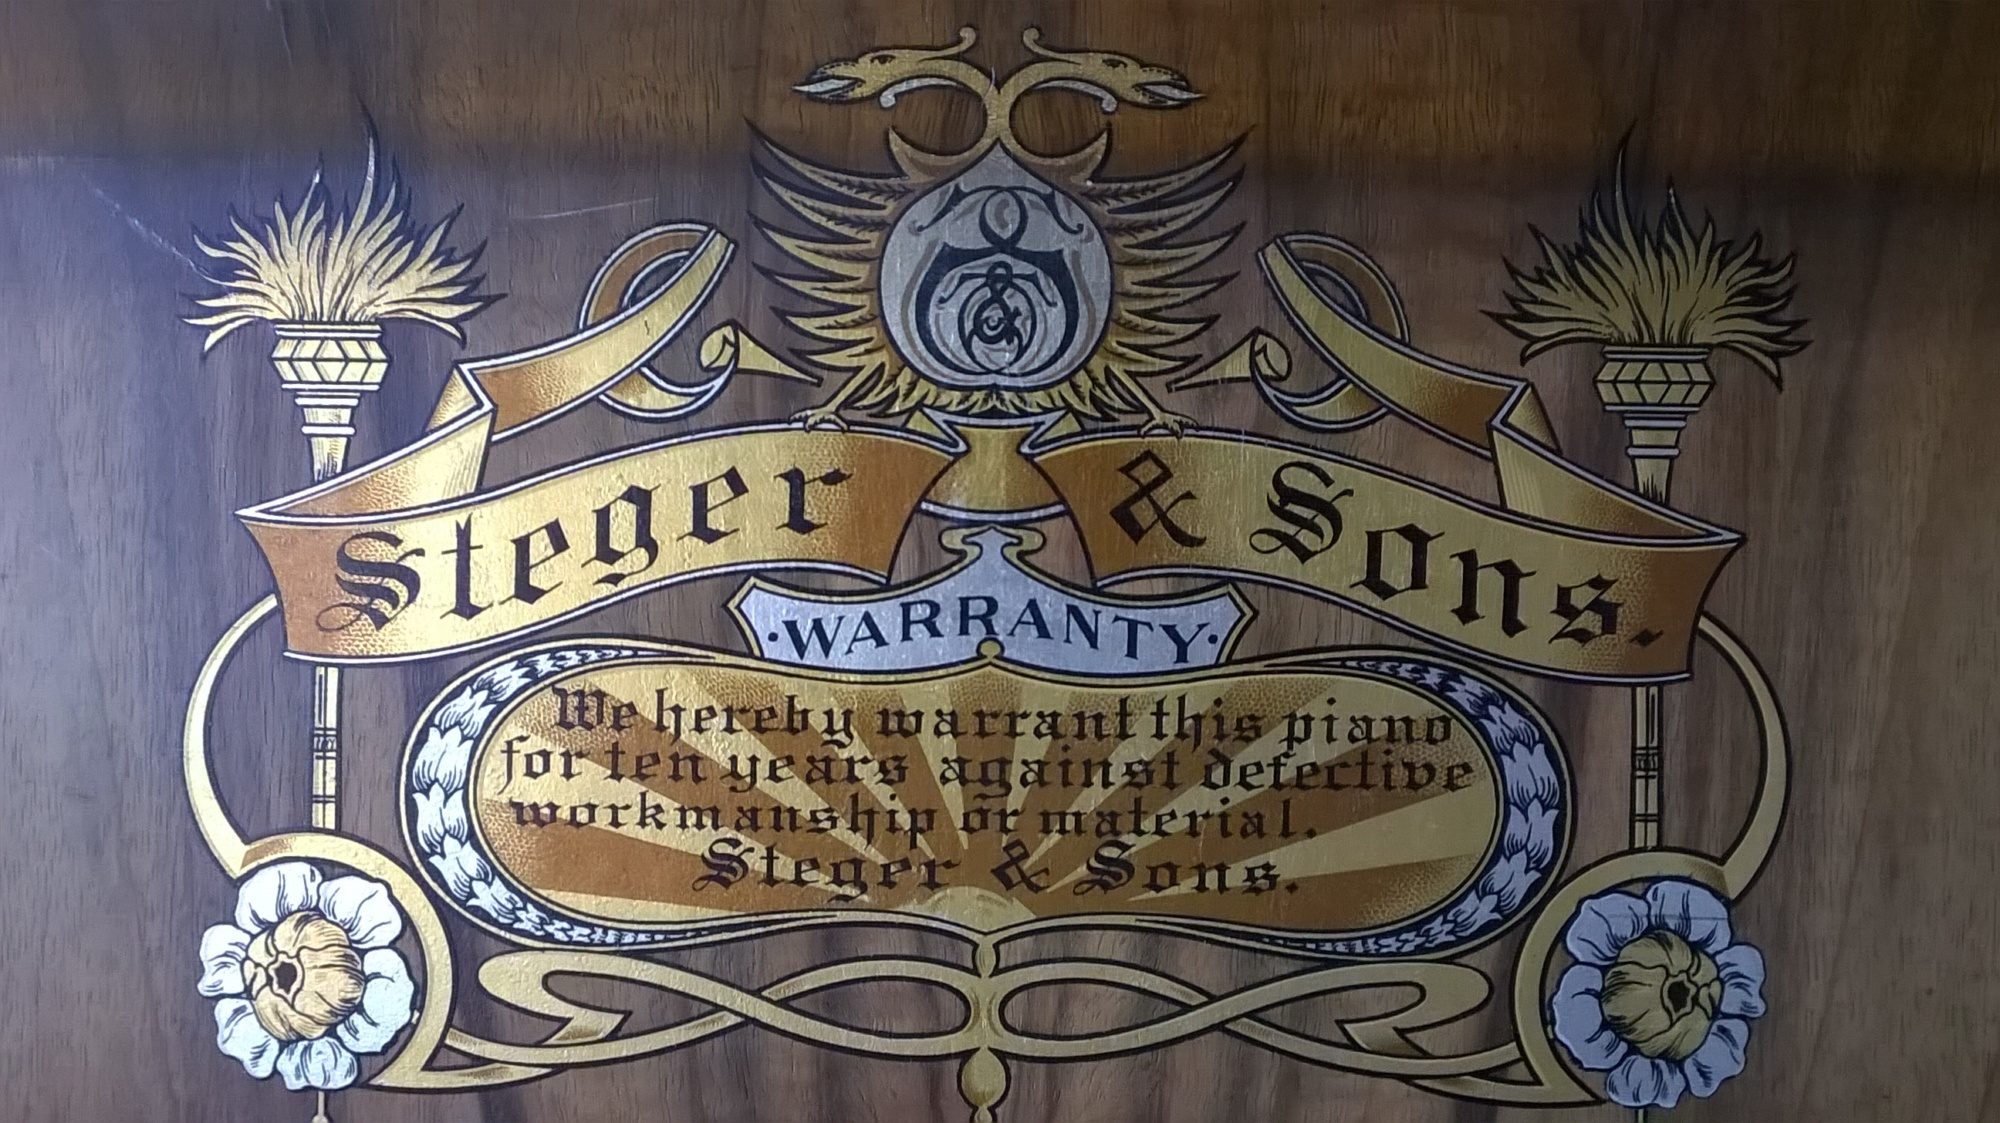 Steger & Sons.
·WARRANTY·
We hereby warrant this piano
for ten years against defective
workmanship or material.
Steger & Sons.